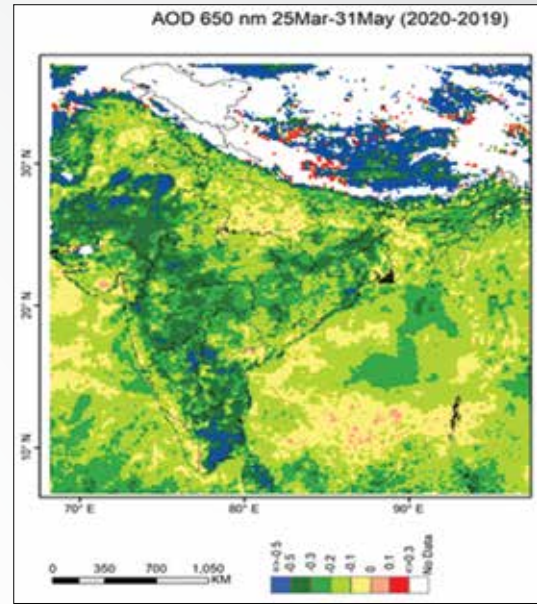 AOD 650 nm 25Mar-31May (2020-2019)
30° N
20° N
10° N
70° E
80° E
90° E
0 350 700 1,050
KM
<=-0.5
-0.5
-0.3
-0.2
-0.1
0
0.1
<=0.3
No Data